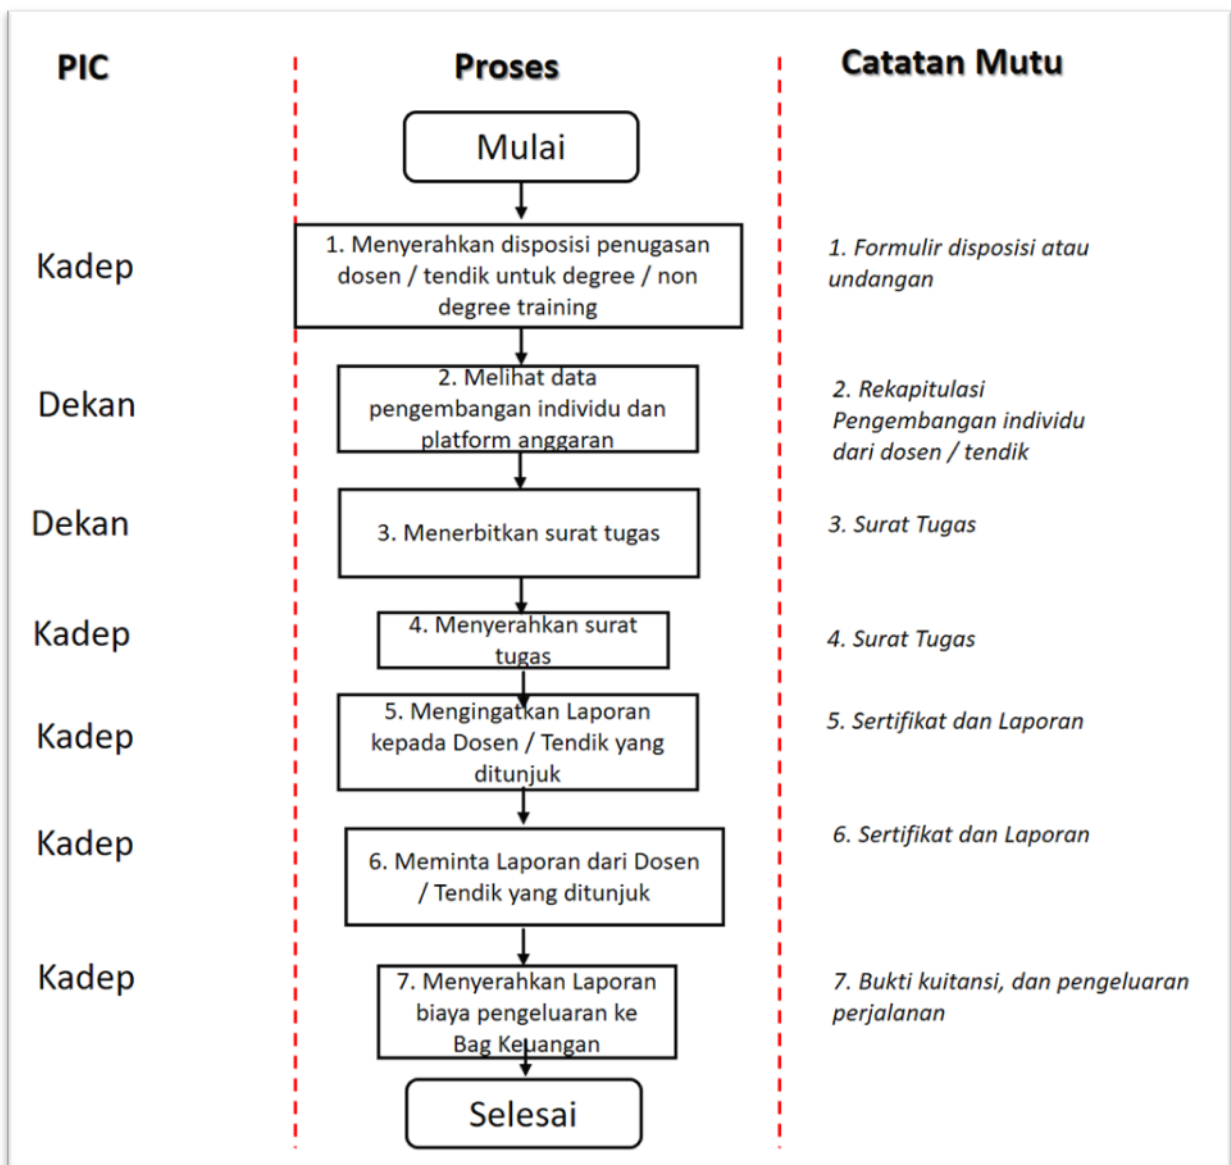 PIC
Proses
Catatan Mutu
Mulai
Kadep
1. Menyerahkan disposisi penugasan
dosen / tendik untuk degree / non
degree training
1. Formulir disposisi atau
undangan
Dekan
2. Melihat data
pengembangan individu dan
platform anggaran
2. Rekapitulasi
Pengembangan individu
dari dosen / tendik
Dekan
3. Menerbitkan surat tugas
3. Surat Tugas
Kadep
4. Menyerahkan surat
tugas
4. Surat Tugas
Kadep
5. Mengingatkan Laporan
kepada Dosen / Tendik yang
ditunjuk
5. Sertifikat dan Laporan
Kadep
6. Meminta Laporan dari Dosen
/ Tendik yang ditunjuk
6. Sertifikat dan Laporan
Kadep
7. Menyerahkan Laporan
biaya pengeluaran ke
Bag Keuangan
7. Bukti kuitansi, dan pengeluaran
perjalanan
Selesai